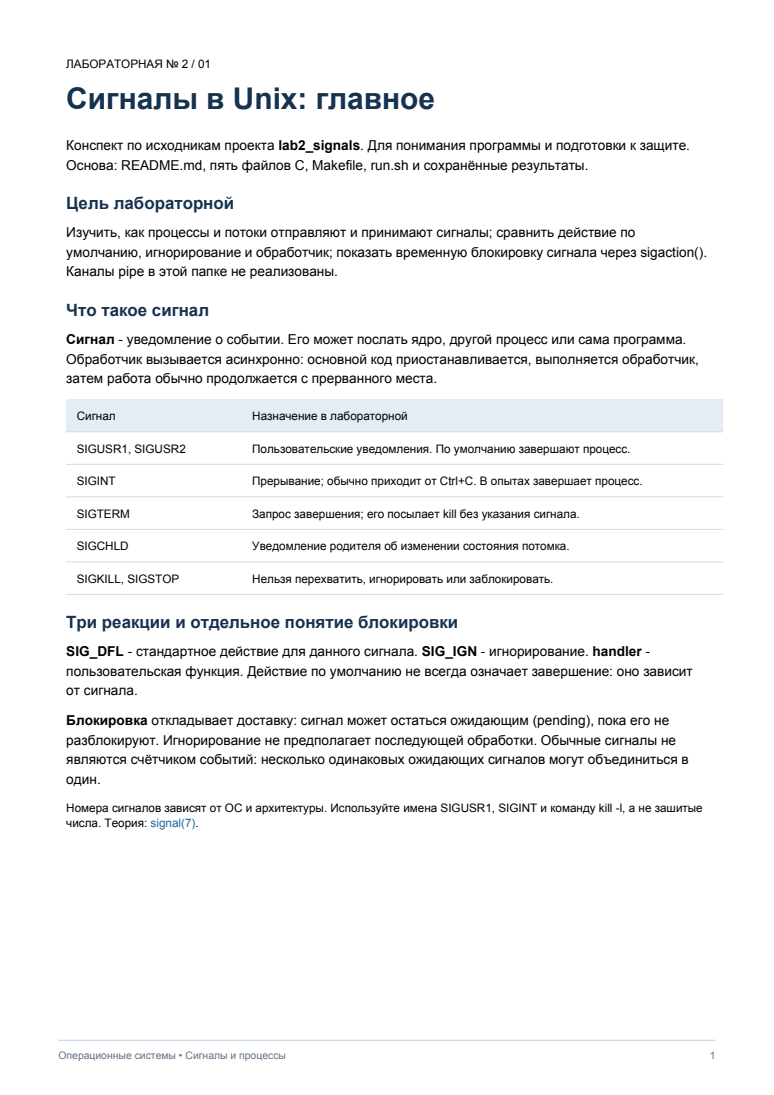 ЛАБОРАТОРНАЯ № 2 / 01
Сигналы в Unix: главное
Конспект по исходникам проекта lab2_signals. Для понимания программы и подготовки к защите.
Основа: README.md, пять файлов C, Makefile, run.sh и сохранённые результаты.
Цель лабораторной
Изучить, как процессы и потоки отправляют и принимают сигналы; сравнить действие по
умолчанию, игнорирование и обработчик; показать временную блокировку сигнала через sigaction().
Каналы pipe в этой папке не реализованы.
Что такое сигнал
Сигнал - уведомление о событии. Его может послать ядро, другой процесс или сама программа.
Обработчик вызывается асинхронно: основной код приостанавливается, выполняется обработчик,
затем работа обычно продолжается с прерванного места.
Сигнал Назначение в лабораторной
SIGUSR1, SIGUSR2 Пользовательские уведомления. По умолчанию завершают процесс.
SIGINT Прерывание; обычно приходит от Ctrl+C. В опытах завершает процесс.
SIGTERM Запрос завершения; его посылает kill без указания сигнала.
SIGCHLD Уведомление родителя об изменении состояния потомка.
SIGKILL, SIGSTOP Нельзя перехватить, игнорировать или заблокировать.
Три реакции и отдельное понятие блокировки
SIG_DFL - стандартное действие для данного сигнала. SIG_IGN - игнорирование. handler -
пользовательская функция. Действие по умолчанию не всегда означает завершение: оно зависит
от сигнала.
Блокировка откладывает доставку: сигнал может остаться ожидающим (pending), пока его не
разблокируют. Игнорирование не предполагает последующей обработки. Обычные сигналы не
являются счётчиком событий: несколько одинаковых ожидающих сигналов могут объединиться в
один.
Номера сигналов зависят от ОС и архитектуры. Используйте имена SIGUSR1, SIGINT и команду kill -l, а не зашитые
числа. Теория: signal(7).
Операционные системы • Сигналы и процессы 1